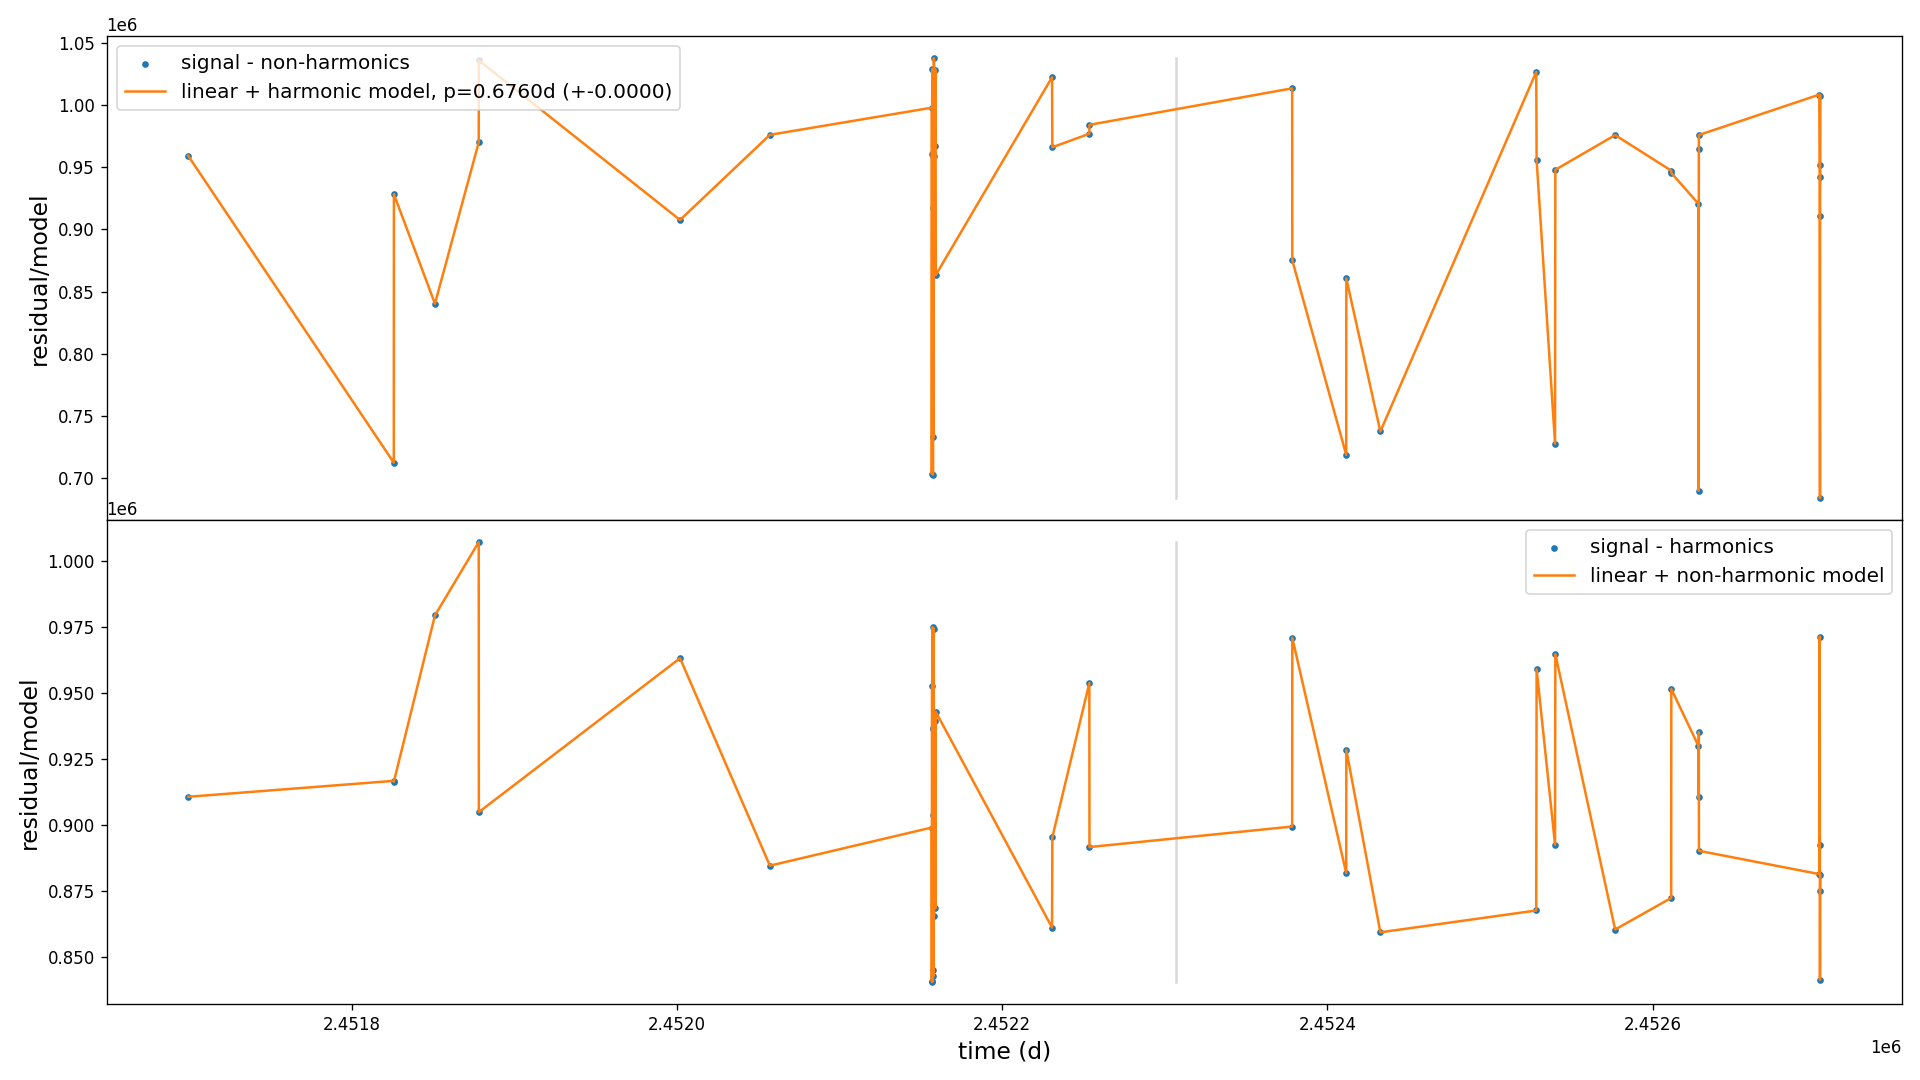 1e6
1.05
1.00
0.95
0.90
0.85
0.80
0.75
0.70
residual/model
signal - non-harmonics
linear + harmonic model, p=0.6760d (+-0.0000)
1e6
1.000
0.975
0.950
0.925
0.900
0.875
0.850
residual/model
signal - harmonics
linear + non-harmonic model
2.4518
2.4520
2.4522
2.4524
2.4526
time (d)
1e6